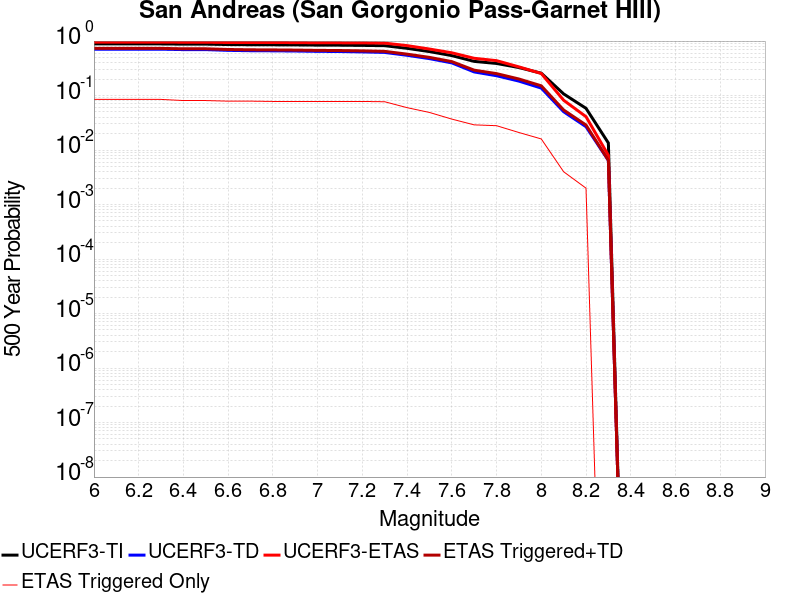 San Andreas (San Gorgonio Pass-Garnet HIll)
500 Year Probability
10^0
10^-1
10^-2
10^-3
10^-4
10^-5
10^-6
10^-7
10^-8
6 6.2 6.4 6.6 6.8 7 7.2 7.4 7.6 7.8 8 8.2 8.4 8.6 8.8 9
Magnitude
UCERF3-TI UCERF3-TD UCERF3-ETAS ETAS Triggered+TD
ETAS Triggered Only